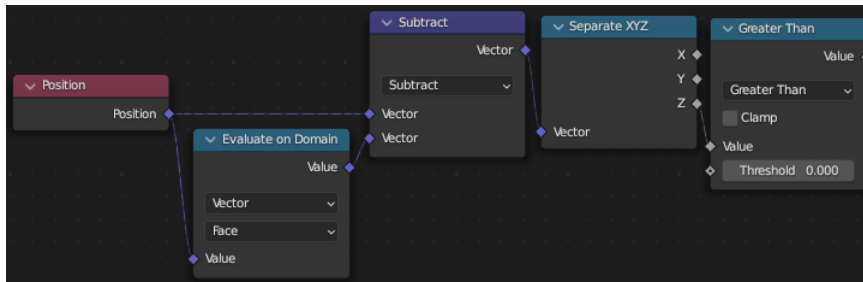 Position
Position
Evaluate on Domain
Value
Vector
Face
Value
Subtract
Vector
Subtract
Vector
Vector
Separate XYZ
X
Y
Z
Vector
Greater Than
Value
Greater Than
Clamp
Value
Threshold 0.000